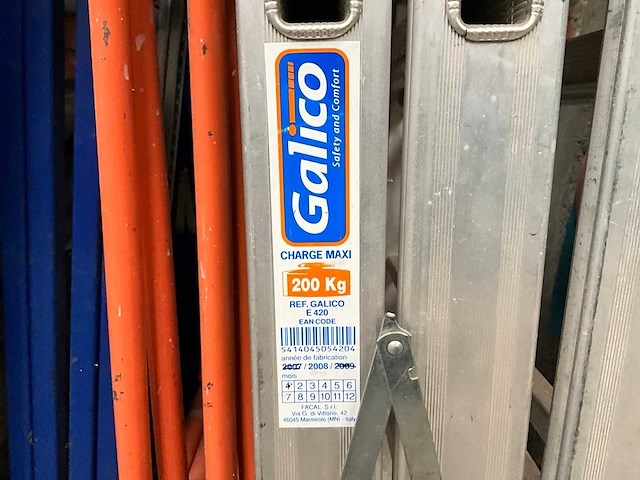 Galico
Safety and Comfort
CHARGE MAXI
200 Kg
REF. GALICO
E 420
EAN CODE
5414045054204
année de fabrication
2007 / 2008 / 2009
mois
1 2 3 4 5 6
7 8 9 10 11 12
FACAL S.r.l.
Via G. di Vittorio, 42
46045 Marmirolo (MN) - Italy